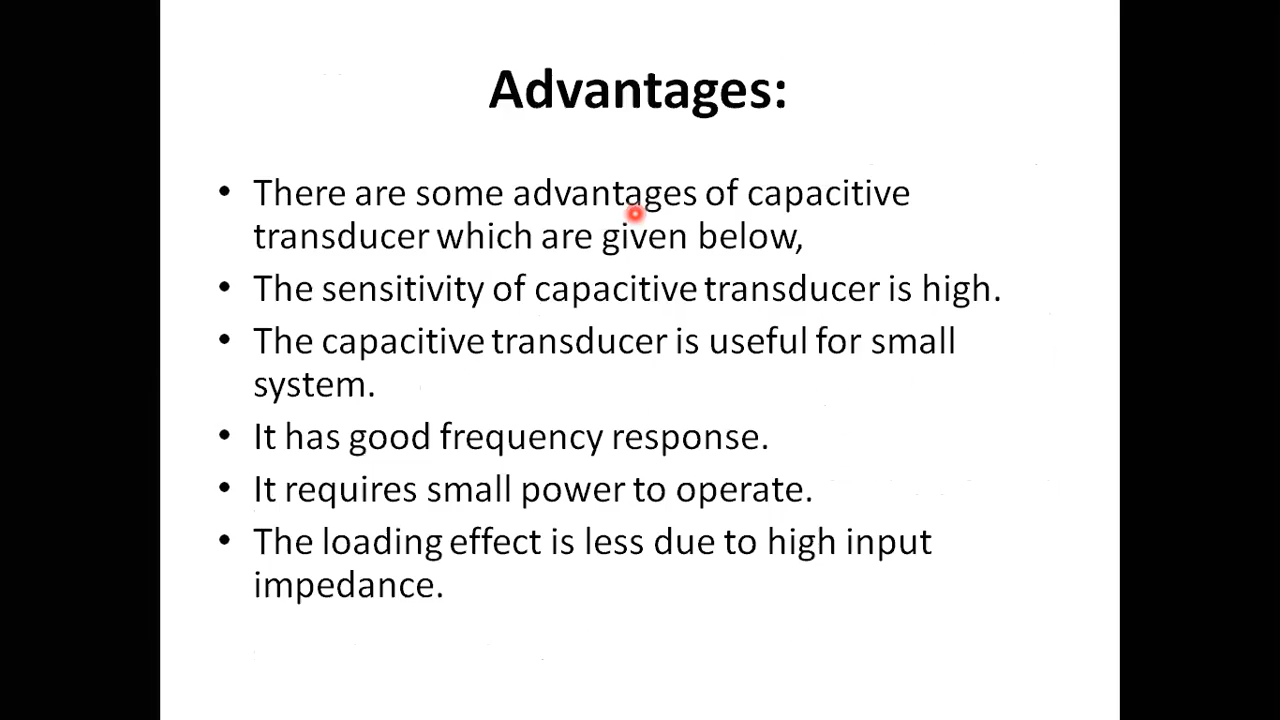 Advantages:
• There are some advantages of capacitive
transducer which are given below,
• The sensitivity of capacitive transducer is high.
• The capacitive transducer is useful for small
system.
• It has good frequency response.
• It requires small power to operate.
• The loading effect is less due to high input
impedance.